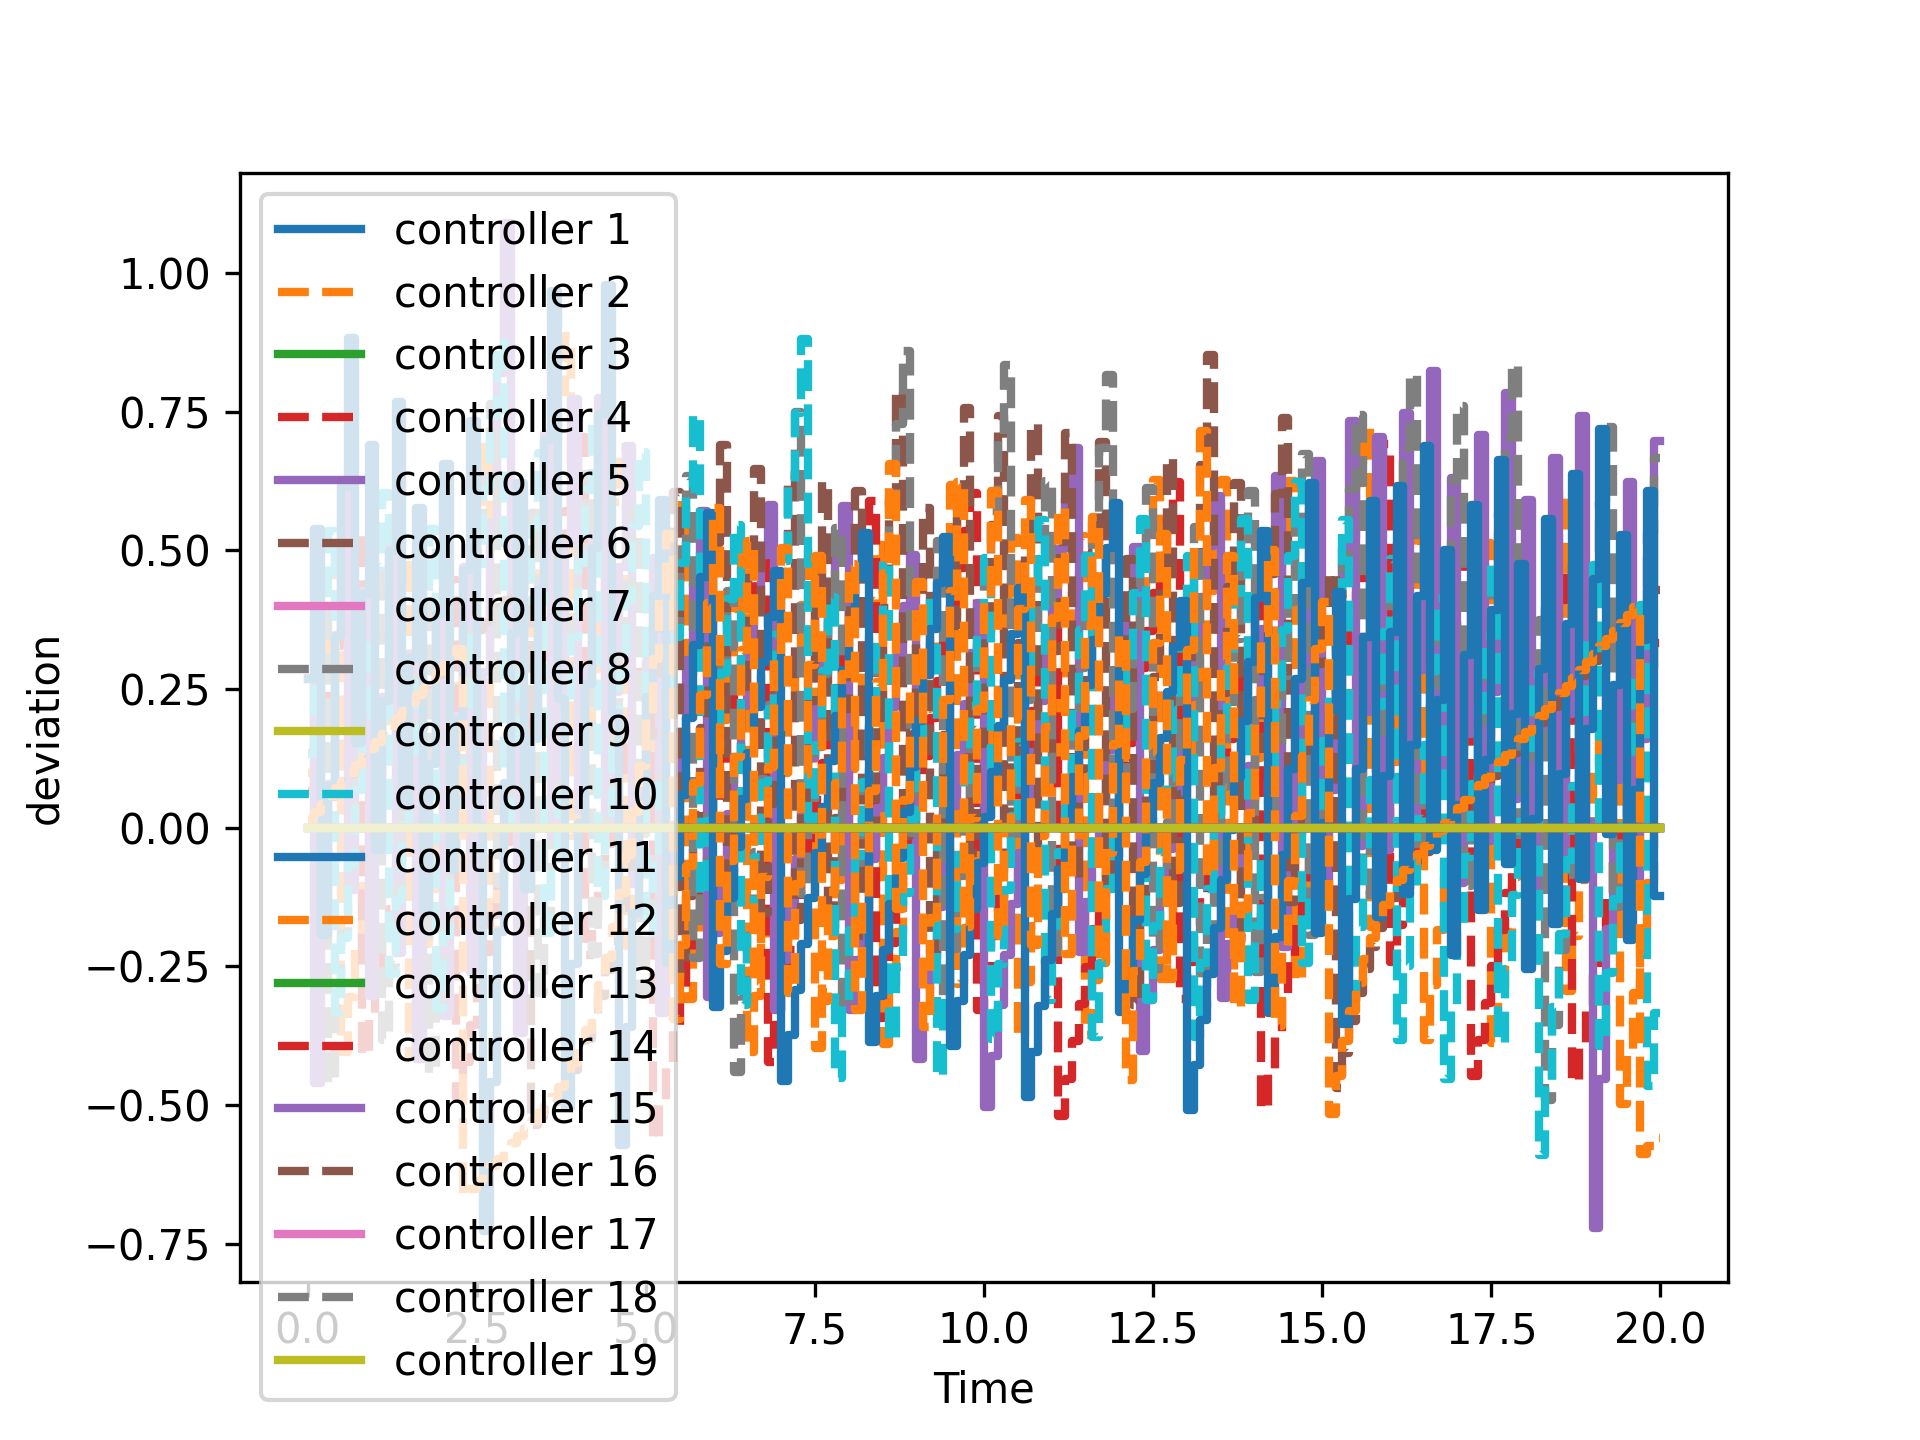 controller 1
controller 2
controller 3
controller 4
controller 5
controller 6
controller 7
controller 8
controller 9
controller 10
controller 11
controller 12
controller 13
controller 14
controller 15
controller 16
controller 17
controller 18
controller 19
1.00
0.75
0.50
0.25
0.00
−0.25
−0.50
−0.75
deviation
0.0 2.5 5.0 7.5 10.0 12.5 15.0 17.5 20.0
Time